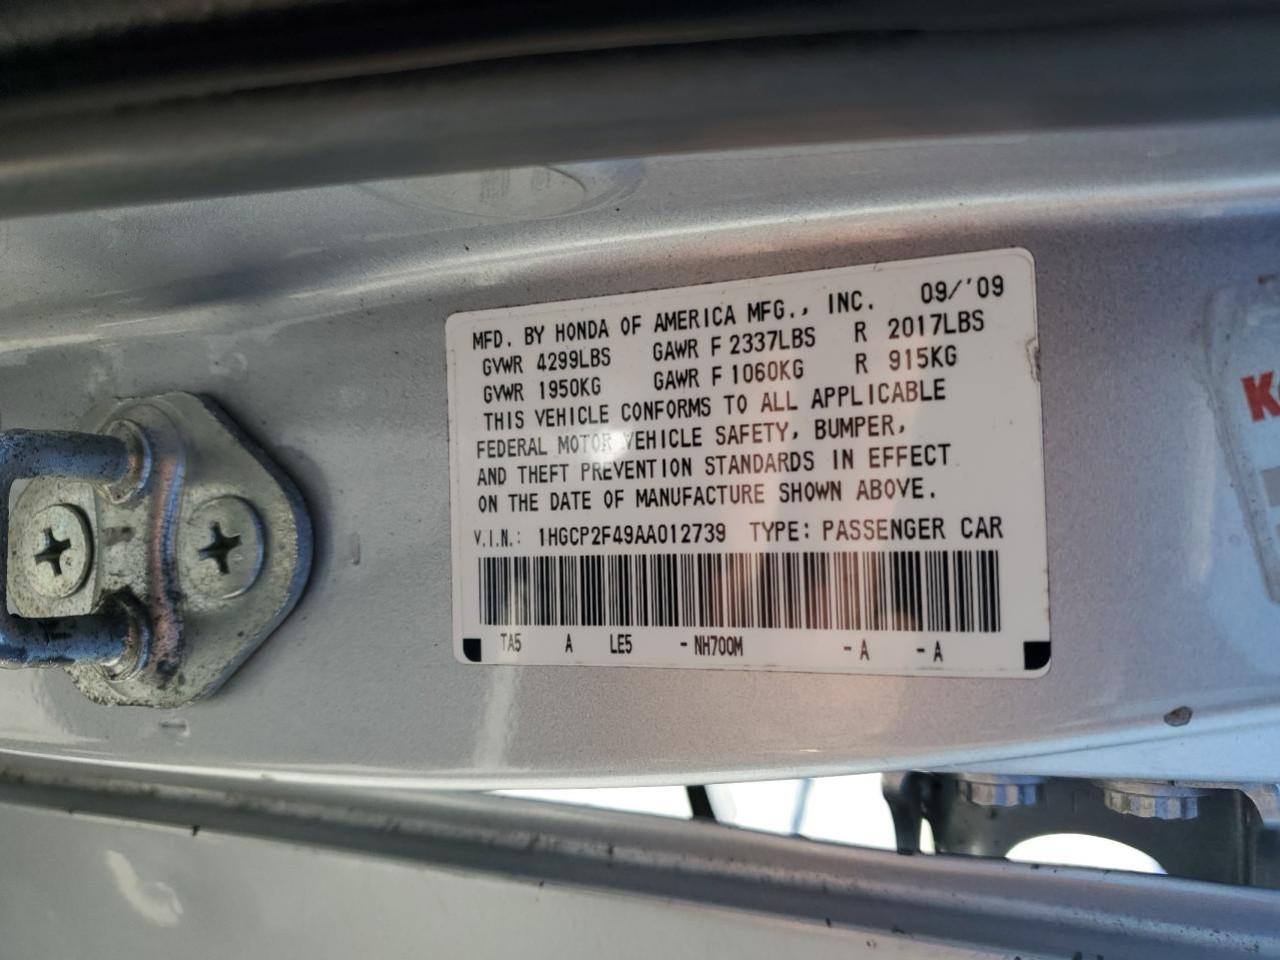 MFD. BY HONDA OF AMERICA MFG., INC. 09/'09
GVWR 4299LBS GAWR F 2337LBS R 2017LBS
GVWR 1950KG GAWR F 1060KG R 915KG
THIS VEHICLE CONFORMS TO ALL APPLICABLE
FEDERAL MOTOR VEHICLE SAFETY, BUMPER,
AND THEFT PREVENTION STANDARDS IN EFFECT
ON THE DATE OF MANUFACTURE SHOWN ABOVE.
V.I.N.: 1HGCP2F49AA012739 TYPE: PASSENGER CAR
TA5 A LE5 - NH700M - A - A